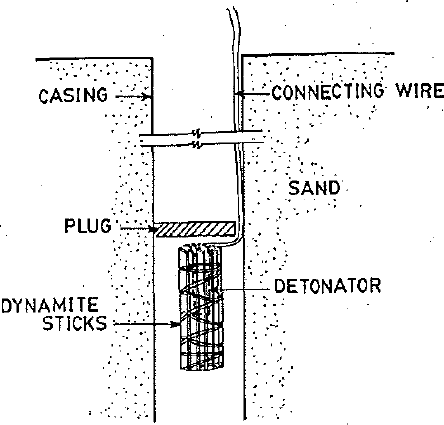 CASING
CONNECTING WIRE
SAND
PLUG
DETONATOR
DYNAMITE
STICKS